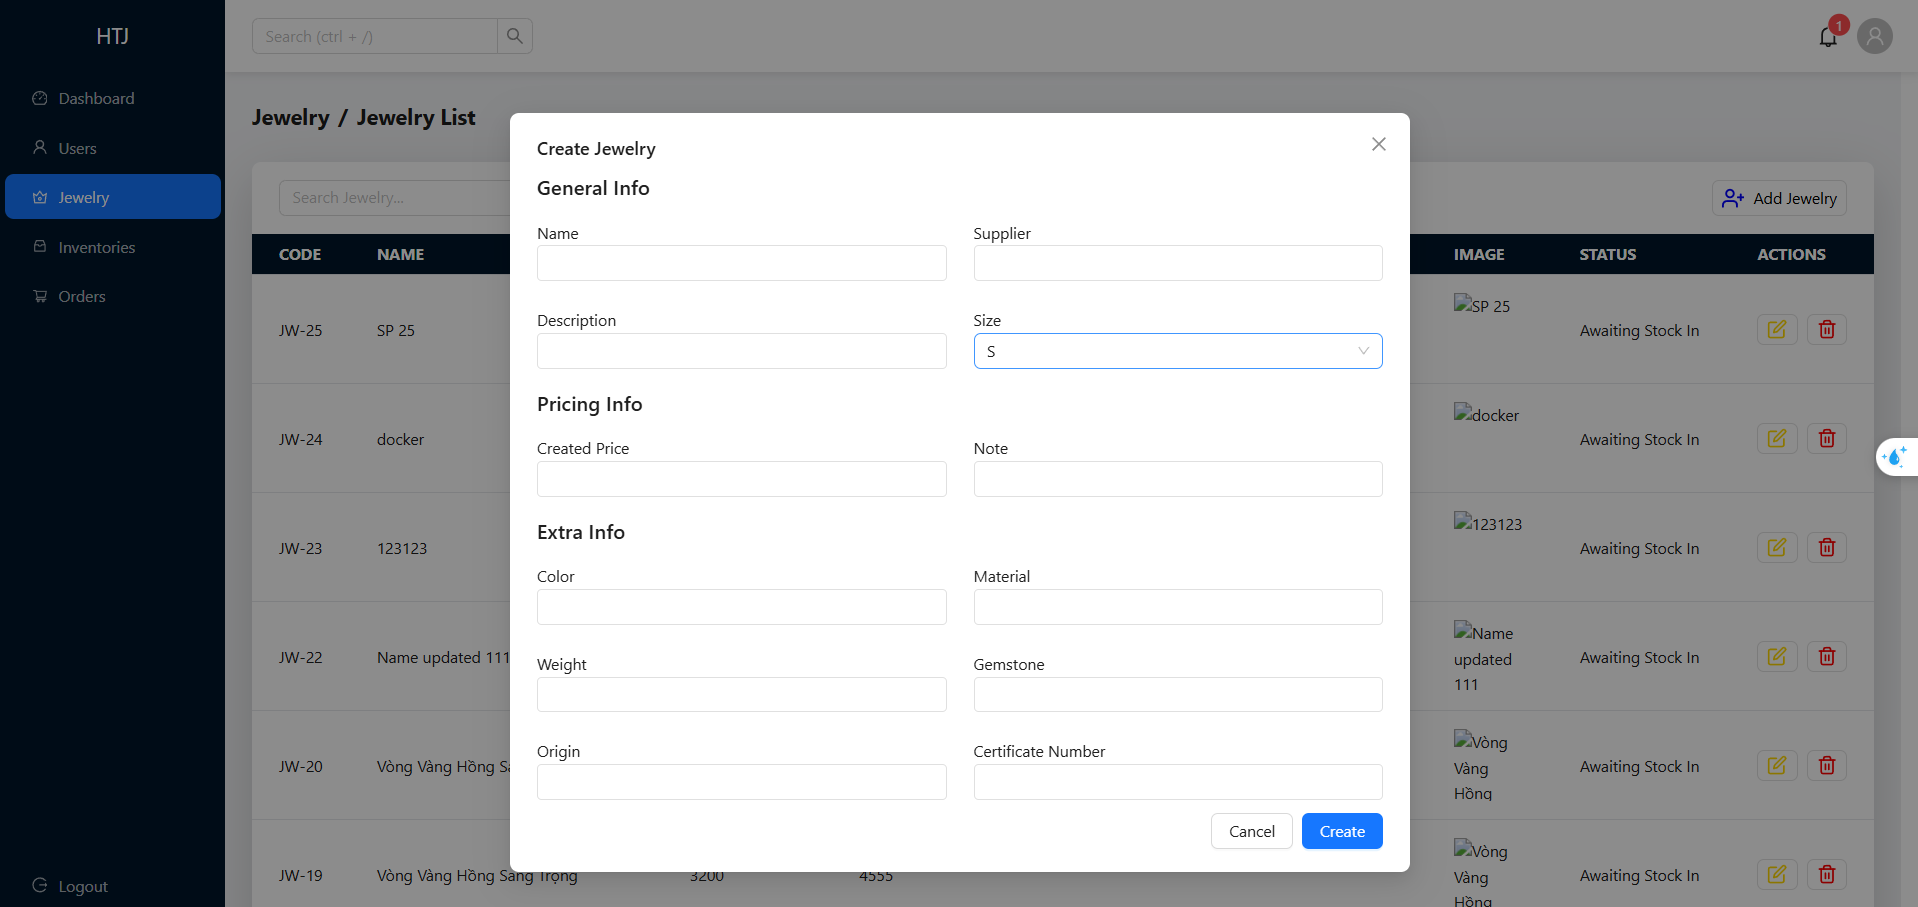 HTJ
Search (ctrl + /)
1
Dashboard
Users
Jewelry
Inventories
Orders
Logout
Jewelry / Jewelry List
Search Jewelry...
Add Jewelry
CODE NAME IMAGE STATUS ACTIONS
JW-25 SP 25 SP 25 Awaiting Stock In
JW-24 docker docker Awaiting Stock In
JW-23 123123 123123 Awaiting Stock In
JW-22 Name updated 111 Awaiting Stock In
Name
updated
111
JW-20 Vòng Vàng Hồng Awaiting Stock In
Vòng
Vàng
Hồng
JW-19 Vòng Vàng Hồng Sang Trọng 3200 4555 Awaiting Stock In
Vòng
Vàng
Hồng
Create Jewelry
General Info
Name Supplier
Description Size
S
Pricing Info
Created Price Note
Extra Info
Color Material
Weight Gemstone
Origin Certificate Number
Cancel Create